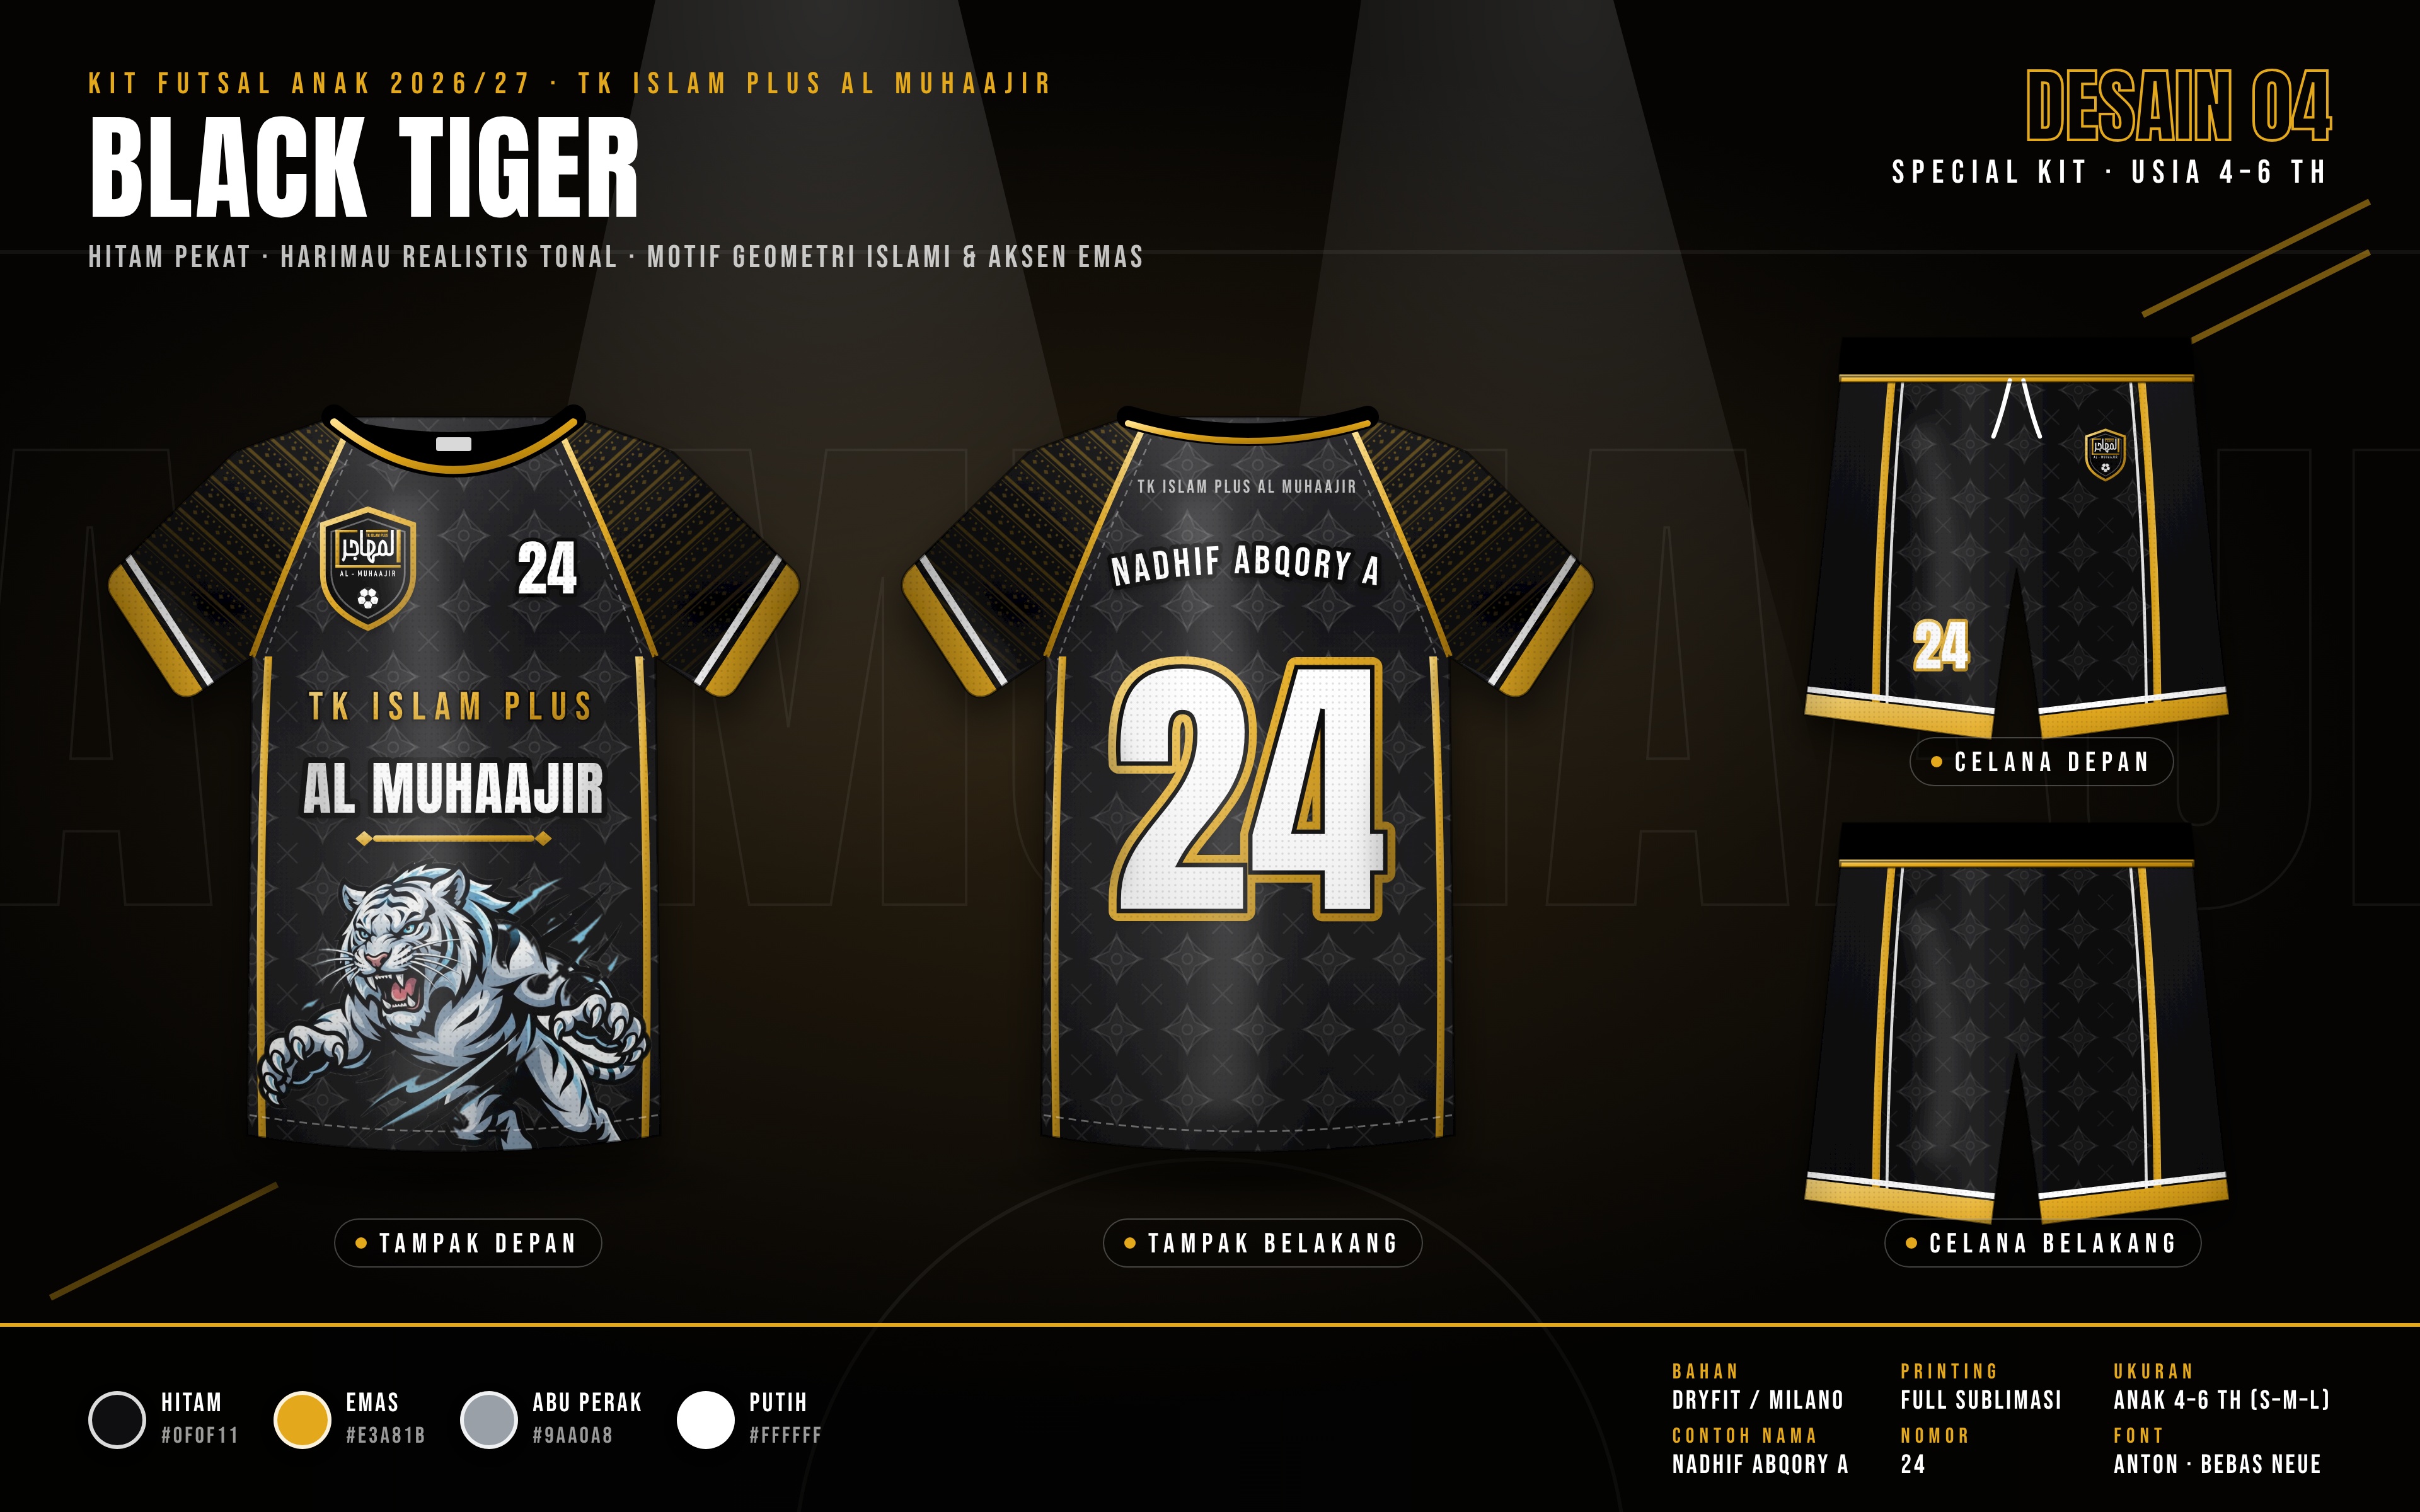 KIT FUTSAL ANAK 2026/27 · TK ISLAM PLUS AL MUHAAJIR
BLACK TIGER
HITAM PEKAT · HARIMAU REALISTIS TONAL · MOTIF GEOMETRI ISLAMI & AKSEN EMAS
DESAIN 04
SPECIAL KIT · USIA 4-6 TH
المهاجر
AL-MUHAAJIR
24
TK ISLAM PLUS
AL MUHAAJIR
TAMPAK DEPAN
TK ISLAM PLUS AL MUHAAJIR
NADHIF ABQORY A
24
TAMPAK BELAKANG
المهاجر
24
CELANA DEPAN
CELANA BELAKANG
HITAM
#0F0F11
EMAS
#E3A81B
ABU PERAK
#9AA0A8
PUTIH
#FFFFFF
BAHAN
DRYFIT / MILANO
PRINTING
FULL SUBLIMASI
UKURAN
ANAK 4-6 TH (S-M-L)
CONTOH NAMA
NADHIF ABQORY A
NOMOR
24
FONT
ANTON · BEBAS NEUE